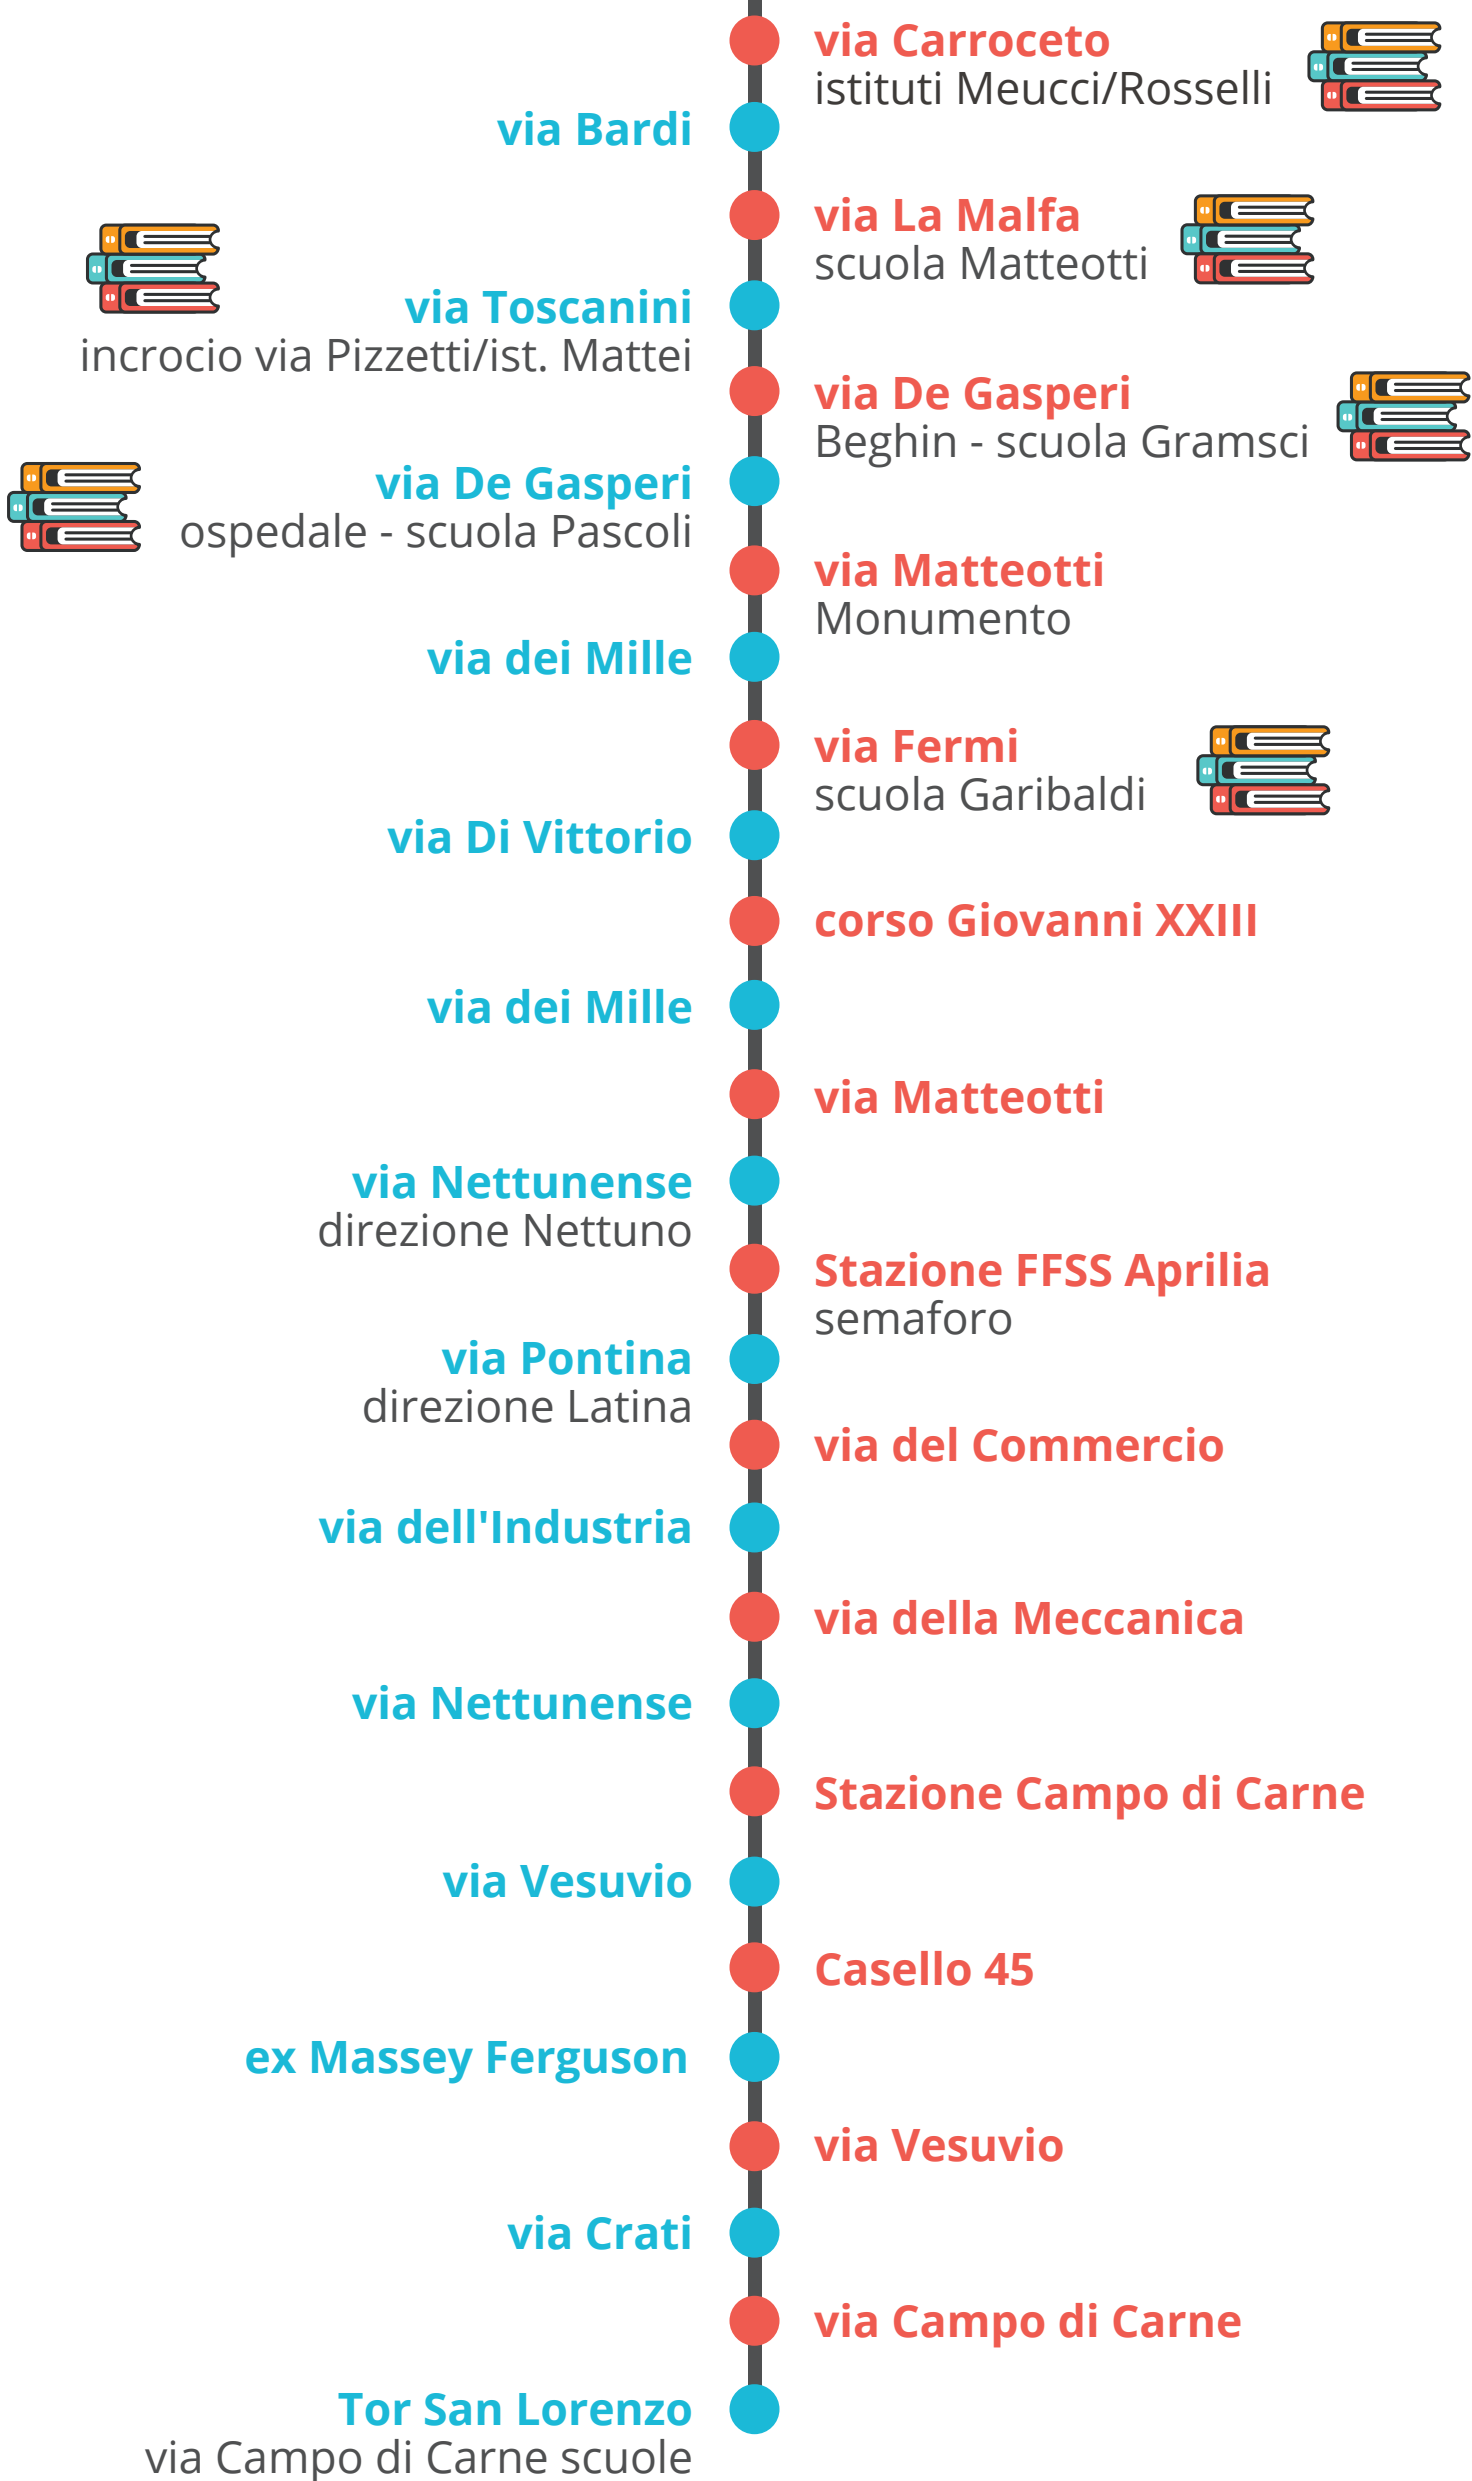 via Carroceto
istituti Meucci/Rosselli
via Bardi
via La Malfa
scuola Matteotti
via Toscanini
incrocio via Pizzetti/ist. Mattei
via De Gasperi
Beghin - scuola Gramsci
via De Gasperi
ospedale - scuola Pascoli
via Matteotti
Monumento
via dei Mille
via Fermi
scuola Garibaldi
via Di Vittorio
corso Giovanni XXIII
via dei Mille
via Matteotti
via Nettunense
direzione Nettuno
Stazione FFSS Aprilia
semaforo
via Pontina
direzione Latina
via del Commercio
via dell'Industria
via della Meccanica
via Nettunense
Stazione Campo di Carne
via Vesuvio
Casello 45
ex Massey Ferguson
via Vesuvio
via Crati
via Campo di Carne
Tor San Lorenzo
via Campo di Carne scuole